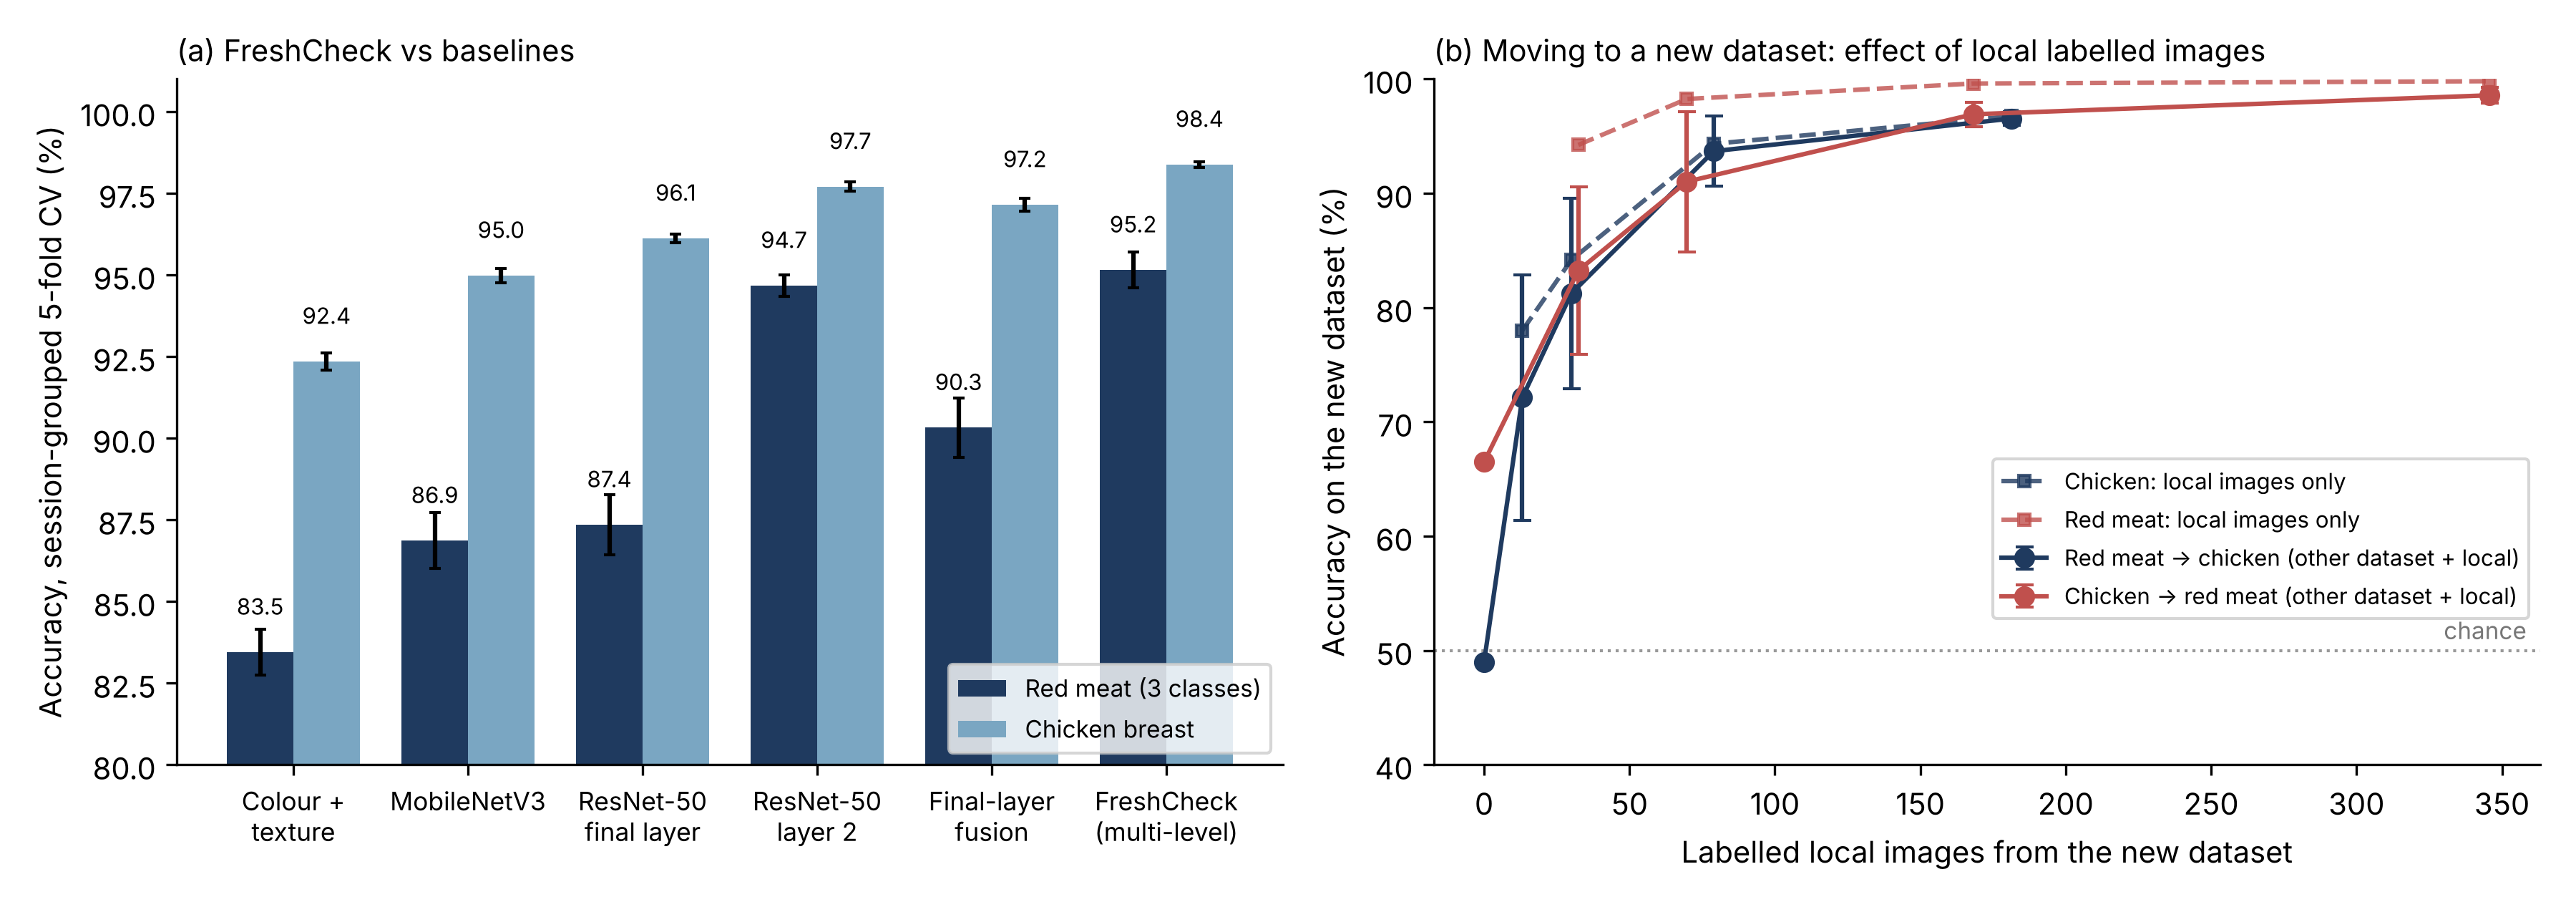 (a) FreshCheck vs baselines
Accuracy, session-grouped 5-fold CV (%)
100.0
97.5
95.0
92.5
90.0
87.5
85.0
82.5
80.0
83.5
92.4
86.9
95.0
87.4
96.1
94.7
97.7
90.3
97.2
95.2
98.4
Red meat (3 classes)
Chicken breast
Colour +
texture
MobileNetV3
ResNet-50
final layer
ResNet-50
layer 2
Final-layer
fusion
FreshCheck
(multi-level)
(b) Moving to a new dataset: effect of local labelled images
Accuracy on the new dataset (%)
100
90
80
70
60
50
40
Chicken: local images only
Red meat: local images only
Red meat → chicken (other dataset + local)
Chicken → red meat (other dataset + local)
chance
0 50 100 150 200 250 300 350
Labelled local images from the new dataset